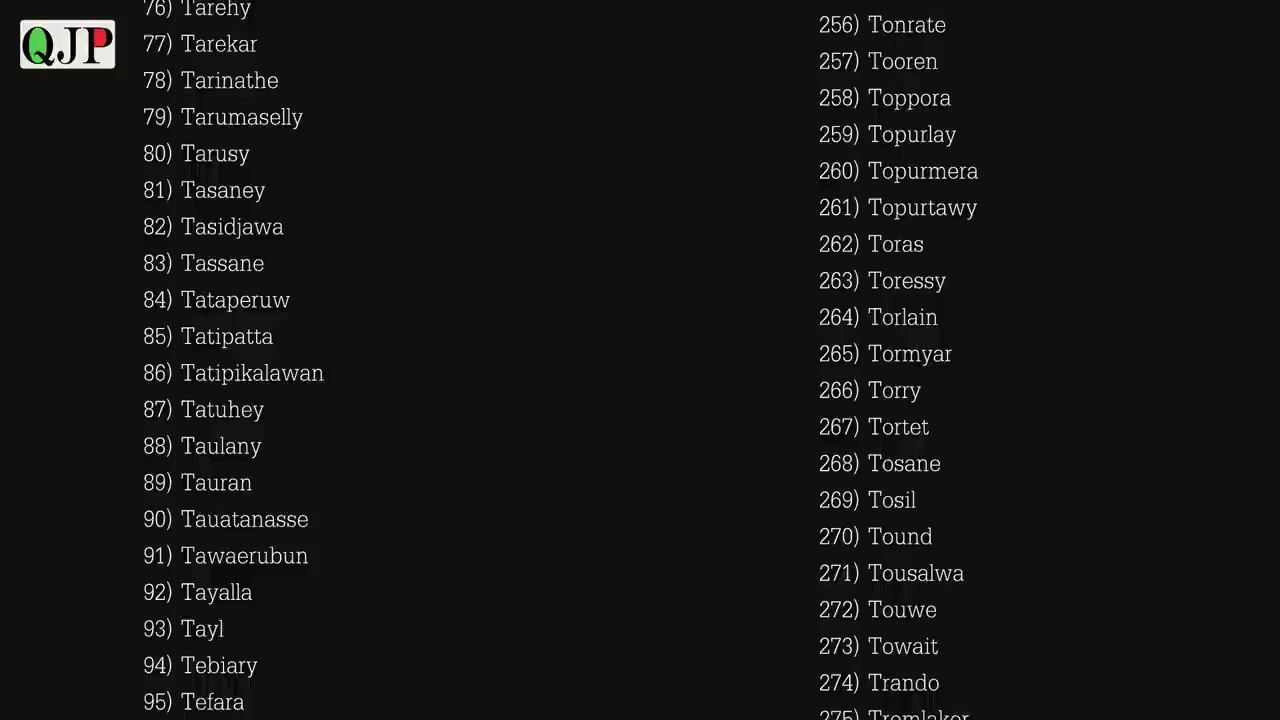 QJP
76) Tarehy
77) Tarekar
78) Tarinathe
79) Tarumaselly
80) Tarusy
81) Tasaney
82) Tasidjawa
83) Tassane
84) Tataperuw
85) Tatipatta
86) Tatipikalawan
87) Tatuhey
88) Taulany
89) Tauran
90) Tauatanasse
91) Tawaerubun
92) Tayalla
93) Tayl
94) Tebiary
95) Tefara
256) Tonrate
257) Tooren
258) Toppora
259) Topurlay
260) Topurmera
261) Topurtawy
262) Toras
263) Toressy
264) Torlain
265) Tormyar
266) Torry
267) Tortet
268) Tosane
269) Tosil
270) Tound
271) Tousalwa
272) Touwe
273) Towait
274) Trando
275)